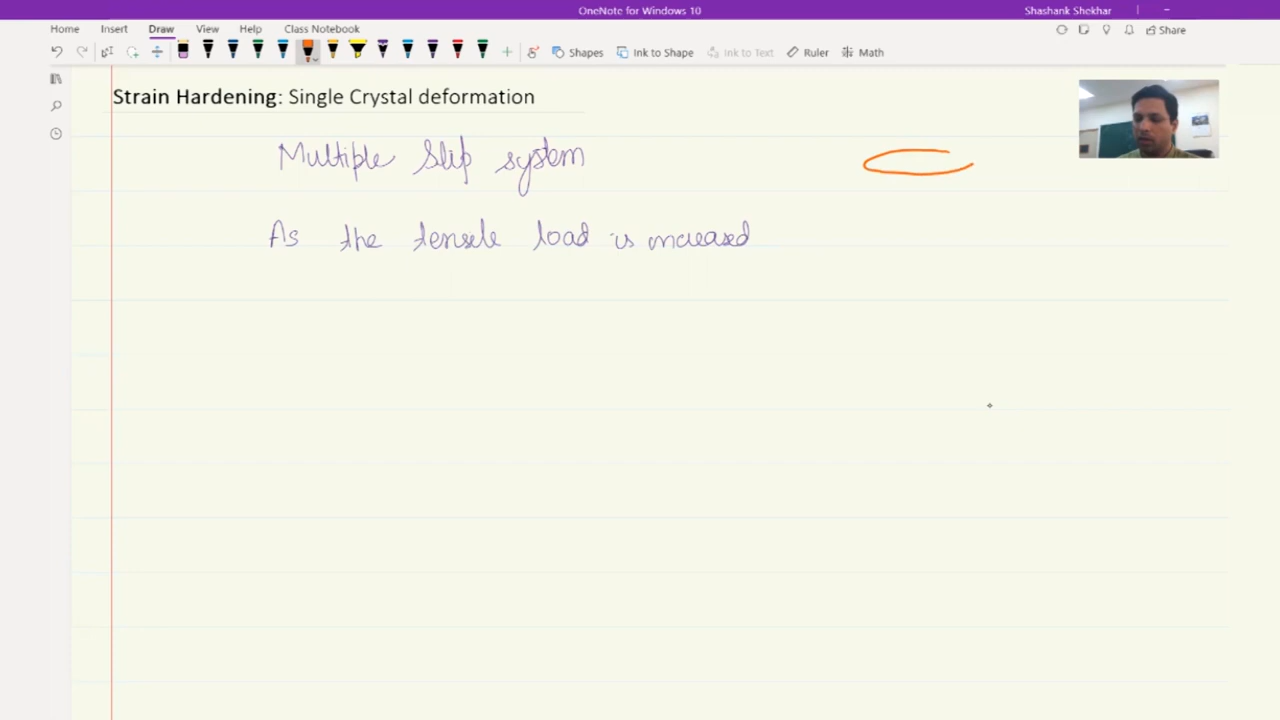 OneNote for Windows 10
Shashank Shekhar
Home Insert Draw View Help Class Notebook
Share
Shapes Ink to Shape Ink to Text Ruler Math
Strain Hardening: Single Crystal deformation
Multiple Slip system
As the tensile load is increased